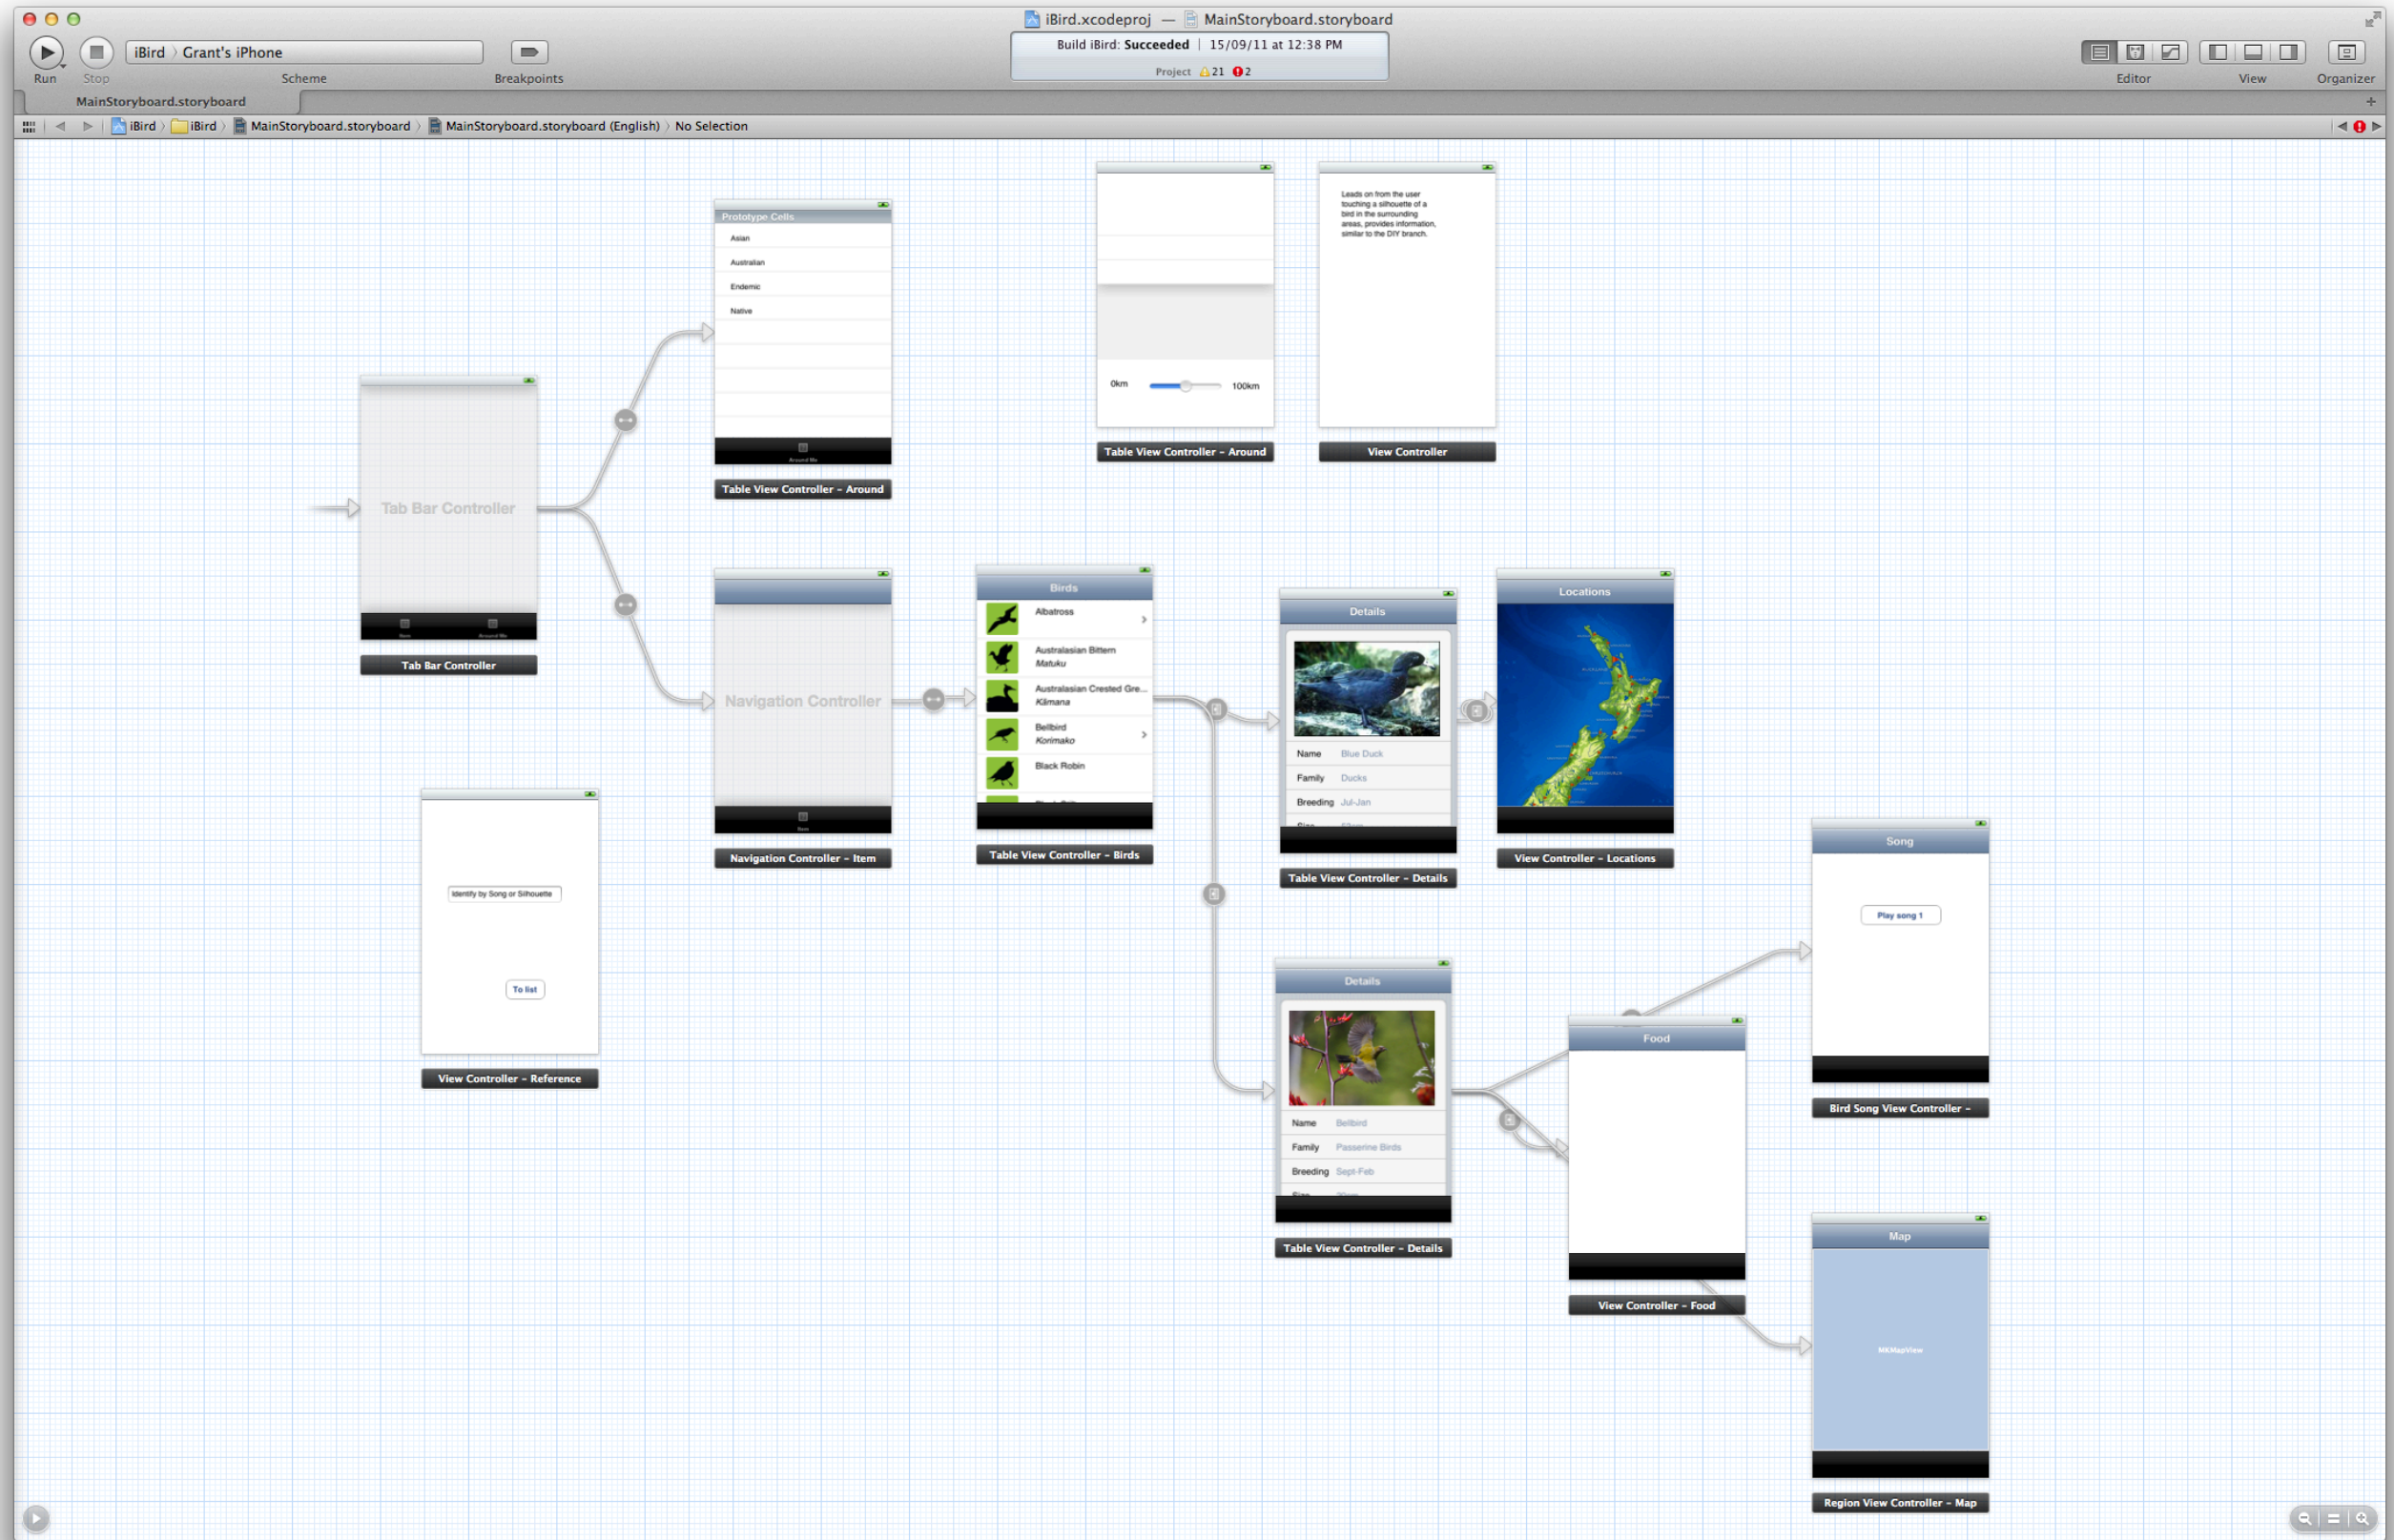 iBird.xcodeproj — MainStoryboard.storyboard
iBird 〉 Grant's iPhone
Build iBird: Succeeded | 15/09/11 at 12:38 PM
Project 21 2
Run Stop Scheme Breakpoints Editor View Organizer
MainStoryboard.storyboard
iBird 〉 iBird 〉 MainStoryboard.storyboard 〉 MainStoryboard.storyboard (English) 〉 No Selection
Prototype Cells
Asian
Australian
Endemic
Native
Around Me
Table View Controller - Around
0km 100km
Table View Controller - Around
Leads on from the user
touching a silhouette of a
bird in the surrounding
areas, provides information,
similar to the DIY branch.
View Controller
Tab Bar Controller
Item Around Me
Tab Bar Controller
Navigation Controller
Item
Navigation Controller - Item
Birds
Albatross
Australasian Bittern
Matuku
Australasian Crested Gre...
Bellbird
Korimako
Black Robin
Table View Controller - Birds
Details
Name Blue Duck
Family Ducks
Breeding Jul-Jan
Table View Controller - Details
Locations
View Controller - Locations
Identify by Song or Silhouette
To list
View Controller - Reference
Song
Play song 1
Bird Song View Controller -
Details
Name Bellbird
Family Passerine Birds
Breeding Sept-Feb
Table View Controller - Details
Food
View Controller - Food
Map
MKMapView
Region View Controller - Map